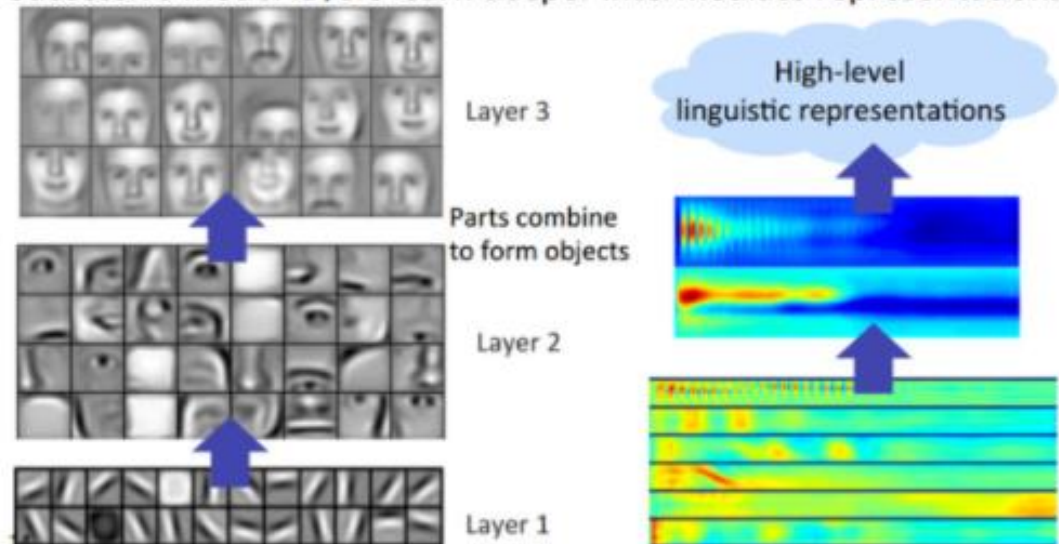 High-level
linguistic representations
Layer 3
Parts combine
to form objects
Layer 2
Layer 1